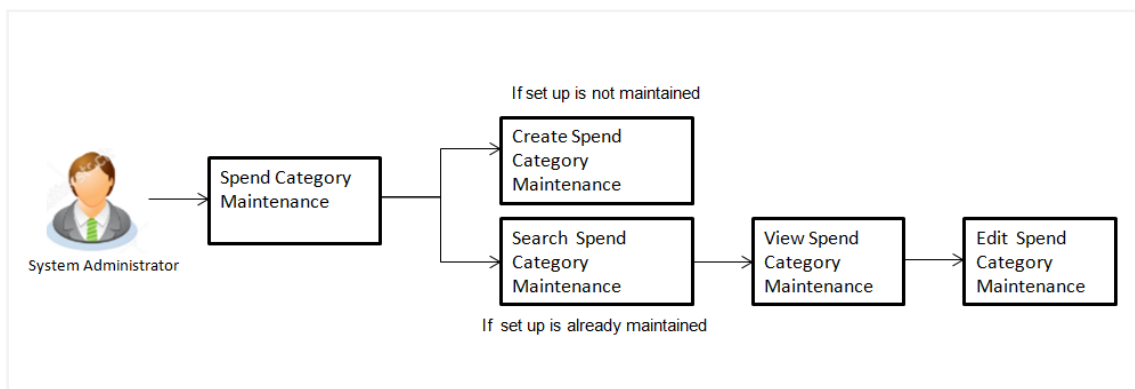 If set up is not maintained
Create Spend
Category
Maintenance
Spend Category
Maintenance
System Administrator
Search Spend
Category
Maintenance
View Spend
Category
Maintenance
Edit Spend
Category
Maintenance
If set up is already maintained